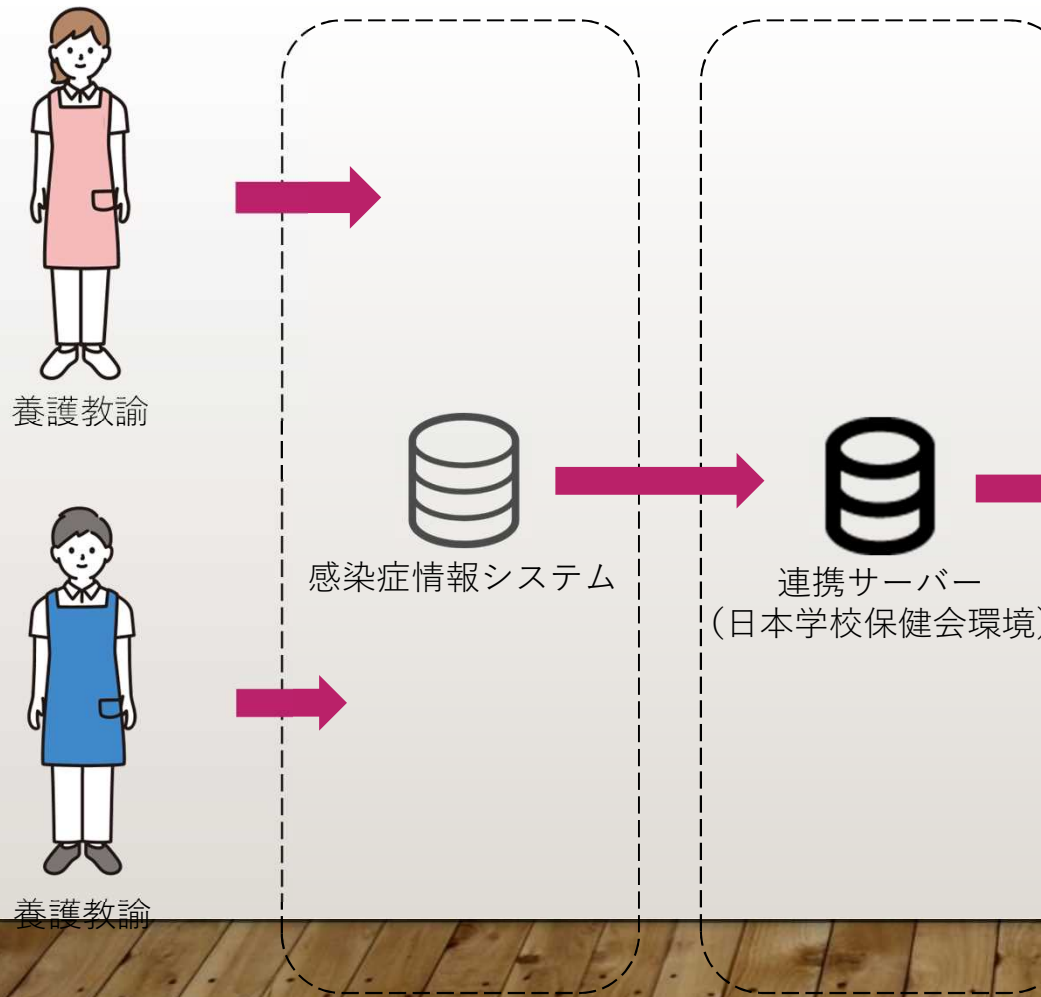 養護教諭
感染症情報システム
連携サーバー
（日本学校保健会環境）
養護教諭